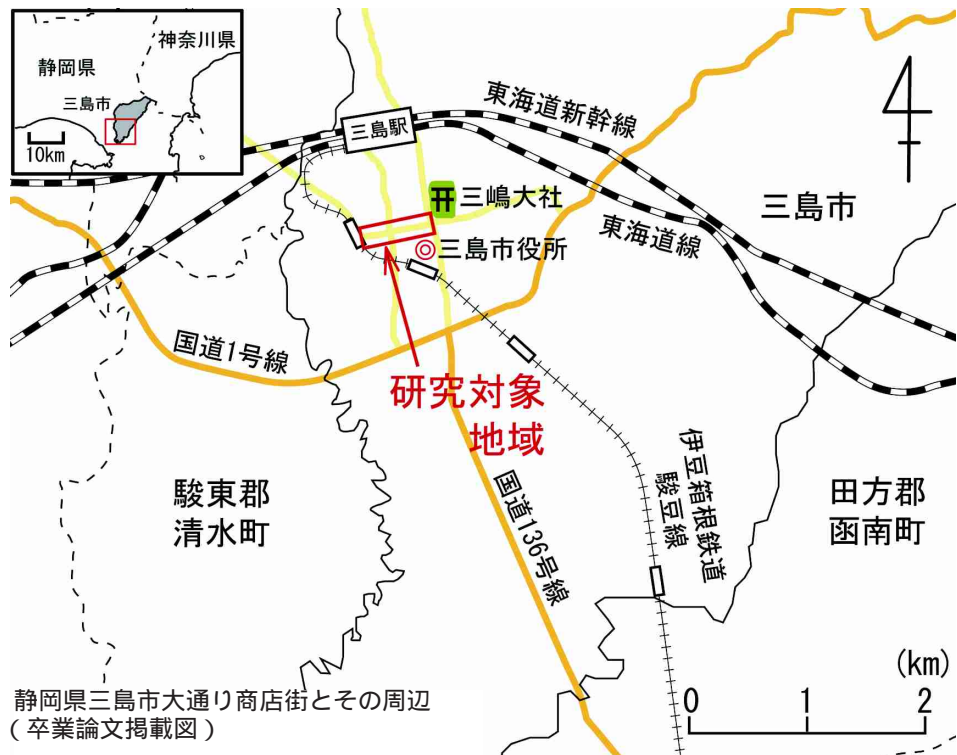 神奈川県
静岡県
三島市
10km
三島駅
東海道新幹線
三嶋大社
三島市
東海道線
三島市役所
国道1号線
研究対象
地域
伊豆箱根鉄道
駿豆線
国道136号線
駿東郡
清水町
田方郡
函南町
(km)
0 1 2
静岡県三島市大通り商店街とその周辺
(卒業論文掲載図)